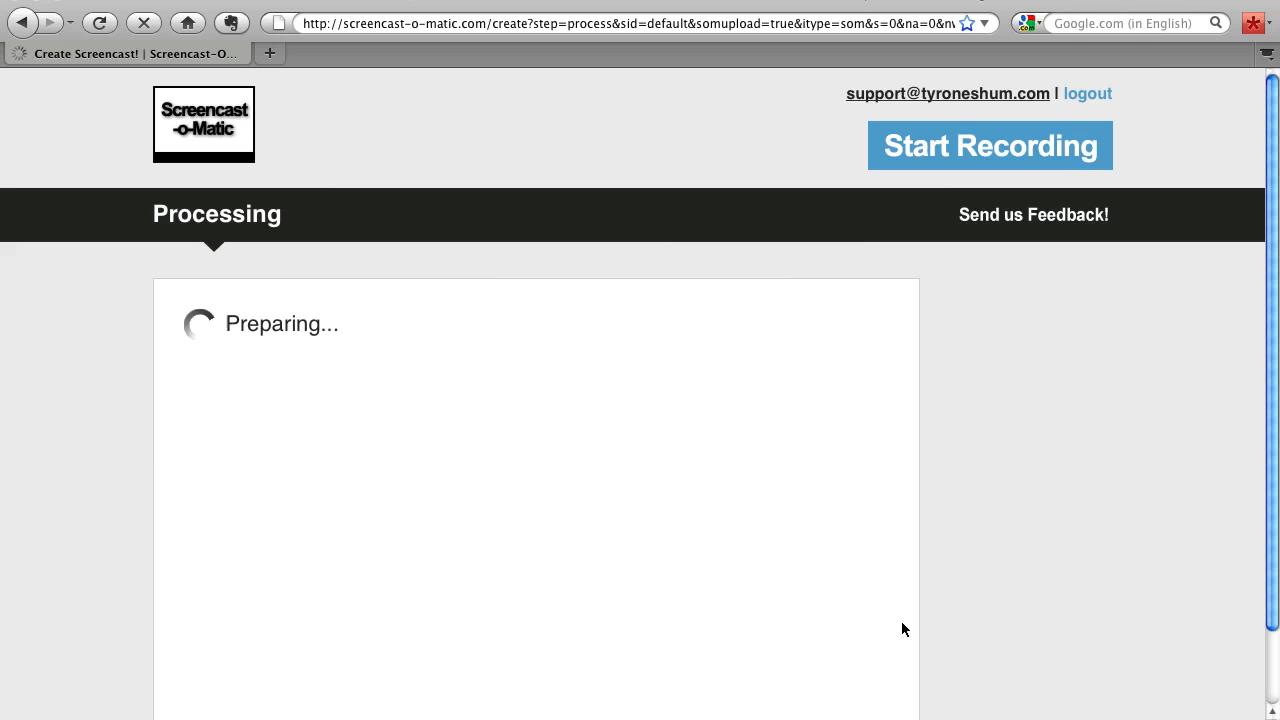 http://screencast-o-matic.com/create?step=process&sid=default&somupload=true&itype=som&s=0&na=0&nv
Google.com (in English)
Create Screencast! | Screencast-O...
Screencast
-o-Matic
support@tyroneshum.com | logout
Start Recording
Processing
Send us Feedback!
Preparing...